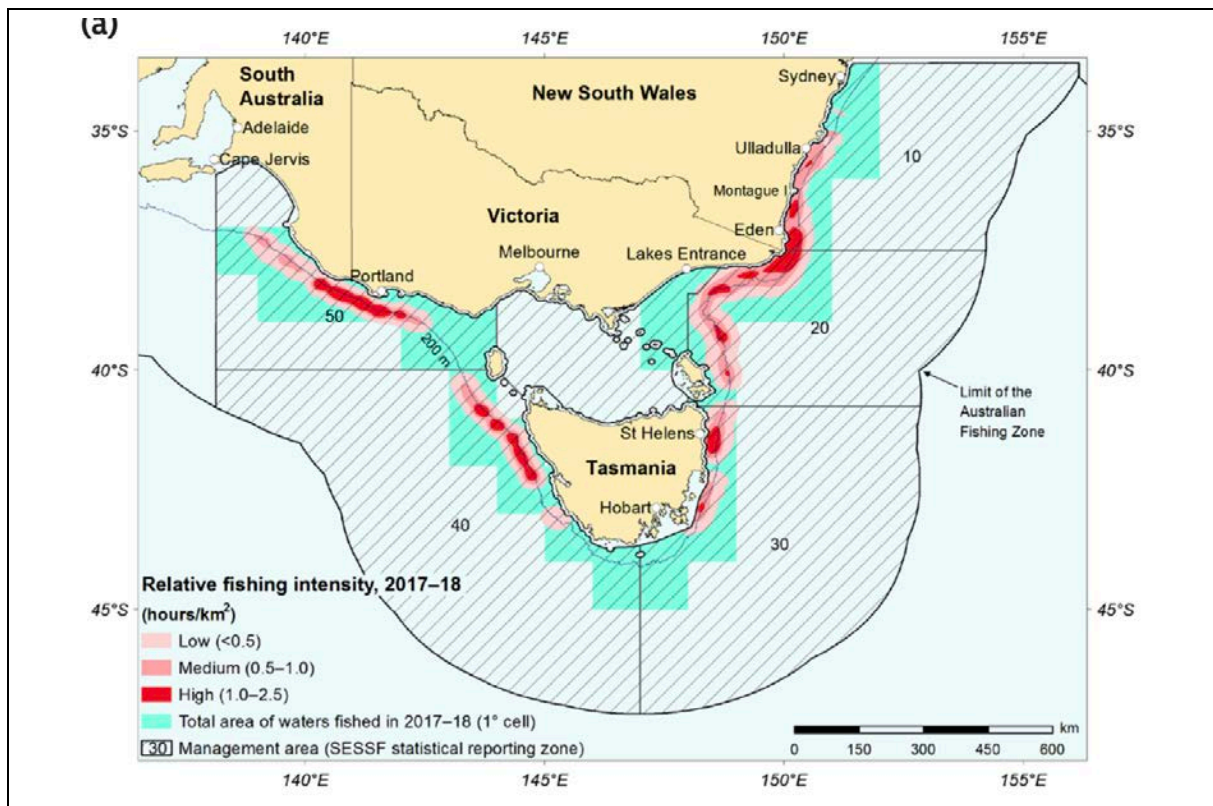 (a)
140°E 145°E 150°E 155°E
South
Australia
New South Wales
Sydney
35°S
Adelaide
35°S
Ulladulla
10
Cape Jervis
Montague I
Victoria
Eden
Melbourne
Lakes Entrance
Portland
50
20
200 m
40°S
40°S
Limit of the
Australian
Fishing Zone
St Helens
Tasmania
Hobart
40
30
Relative fishing intensity, 2017–18
(hours/km²)
45°S
45°S
Low (<0.5)
Medium (0.5–1.0)
High (1.0–2.5)
Total area of waters fished in 2017–18 (1° cell)
30 Management area (SESSF statistical reporting zone)
km
0 150 300 450 600
140°E 145°E 150°E 155°E